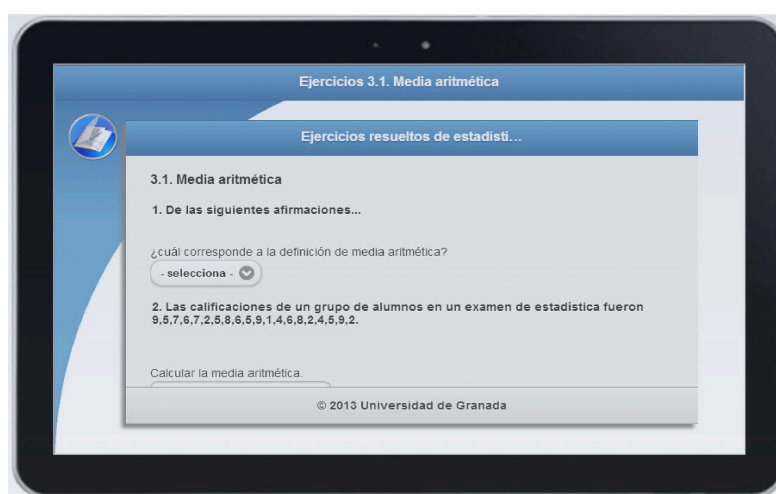 Ejercicios 3.1. Media aritmética
Ejercicios resueltos de estadisti...
3.1. Media aritmética
1. De las siguientes afirmaciones...
¿cuál corresponde a la definición de media aritmética?
- selecciona -
2. Las calificaciones de un grupo de alumnos en un examen de estadística fueron
9,5,7,6,7,2,5,8,6,5,9,1,4,6,8,2,4,5,9,2.
Calcular la media aritmética.
© 2013 Universidad de Granada